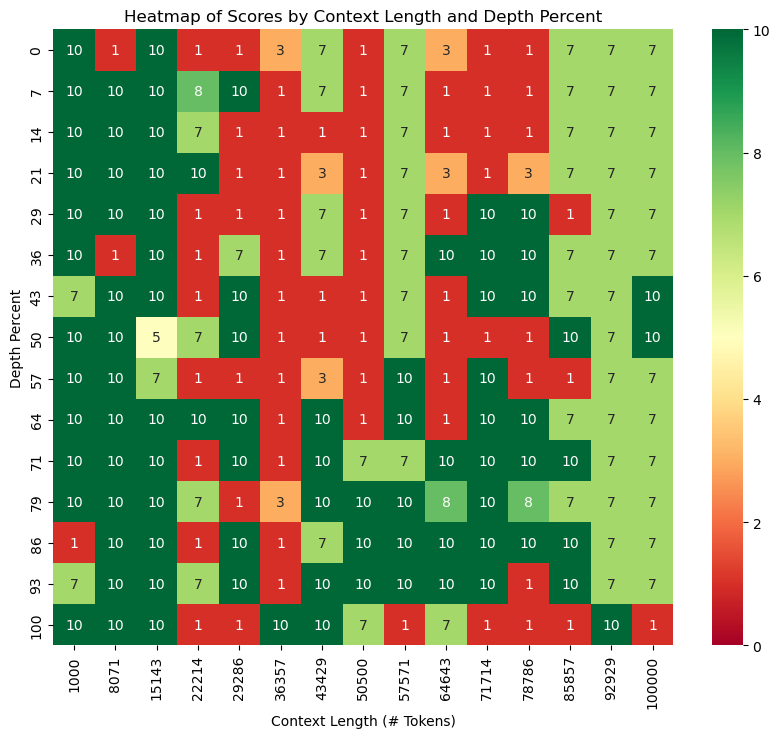 Heatmap of Scores by Context Length and Depth Percent
Depth Percent
0 10 1 10 1 1 3 7 1 7 3 1 1 7 7 7
7 10 10 10 8 10 1 7 1 7 1 1 1 7 7 7
14 10 10 10 7 1 1 1 1 7 1 1 1 7 7 7
21 10 10 10 10 1 1 3 1 7 3 1 3 7 7 7
29 10 10 10 1 1 1 7 1 7 1 10 10 1 7 7
36 10 1 10 1 7 1 7 1 7 10 10 10 7 7 7
43 7 10 10 1 10 1 1 1 7 1 10 10 7 7 10
50 10 10 5 7 10 1 1 1 7 1 1 1 10 7 10
57 10 10 7 1 1 1 3 1 10 1 10 1 1 7 7
64 10 10 10 10 10 1 10 1 10 1 10 10 7 7 7
71 10 10 10 1 10 1 10 7 7 10 10 10 10 7 7
79 10 10 10 7 1 3 10 10 10 8 10 8 7 7 7
86 1 10 10 1 10 1 7 10 10 10 10 10 10 7 7
93 7 10 10 7 10 1 10 10 10 10 10 1 10 7 7
100 10 10 10 1 1 10 10 7 1 7 1 1 1 10 1
1000 8071 15143 22214 29286 36357 43429 50500 57571 64643 71714 78786 85857 92929 100000
Context Length (# Tokens)
10
8
6
4
2
0